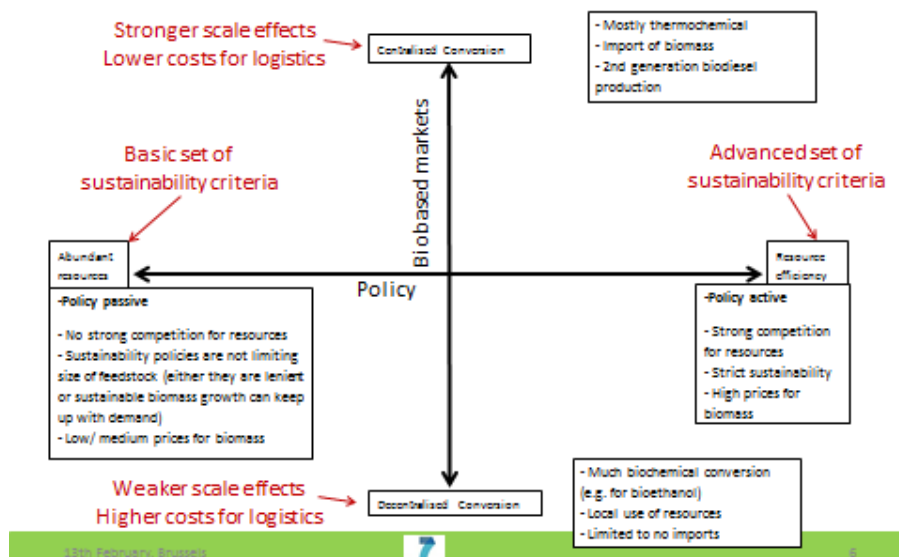 Stronger scale effects
Lower costs for logistics
Centralised Conversion
- Mostly thermochemical
- Import of biomass
- 2nd generation biodiesel
production
Biobased markets
Basic set of
sustainability criteria
Advanced set of
sustainability criteria
Abundant
resources
Policy
Resource
efficiency
-Policy passive
- No strong competition for resources
- Sustainability policies are not limiting
size of feedstock (either they are lenient
or sustainable biomass growth can keep
up with demand)
- Low/ medium prices for biomass
-Policy active
- Strong competition
for resources
- Strict sustainability
- High prices for
biomass
Weaker scale effects
Higher costs for logistics
Decentralised Conversion
- Much biochemical conversion
(e.g. for bioethanol)
- Local use of resources
- Limited to no imports
13th February, Brussels
7
6